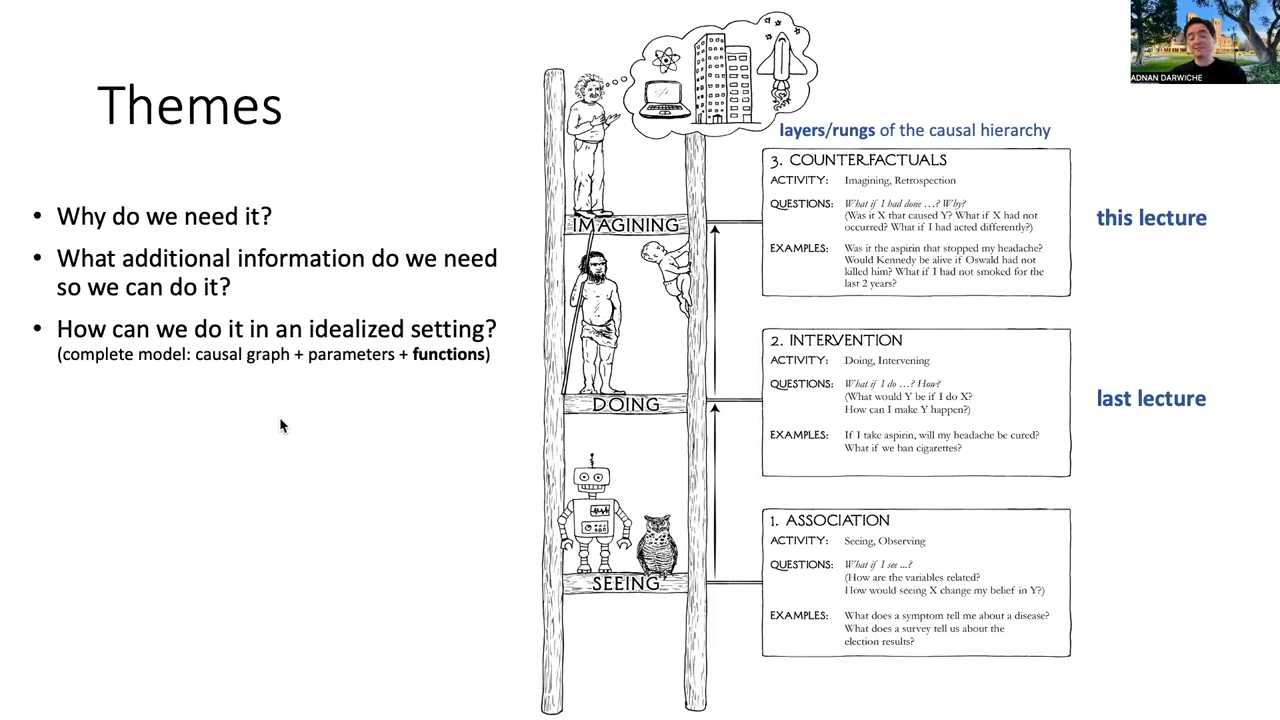 Themes
• Why do we need it?
• What additional information do we need
so we can do it?
• How can we do it in an idealized setting?
(complete model: causal graph + parameters + functions)
IMAGINING
DOING
SEEING
ADNAN DARWICHE
layers/rungs of the causal hierarchy
3. COUNTERFACTUALS
ACTIVITY: Imagining, Retrospection
QUESTIONS: What if I had done …? Why?
(Was it X that caused Y? What if X had not
occurred? What if I had acted differently?)
EXAMPLES: Was it the aspirin that stopped my headache?
Would Kennedy be alive if Oswald had not
killed him? What if I had not smoked for the
last 2 years?
this lecture
2. INTERVENTION
ACTIVITY: Doing, Intervening
QUESTIONS: What if I do …? How?
(What would Y be if I do X?
How can I make Y happen?)
EXAMPLES: If I take aspirin, will my headache be cured?
What if we ban cigarettes?
last lecture
1. ASSOCIATION
ACTIVITY: Seeing, Observing
QUESTIONS: What if I see ...?
(How are the variables related?
How would seeing X change my belief in Y?)
EXAMPLES: What does a symptom tell me about a disease?
What does a survey tell us about the
election results?